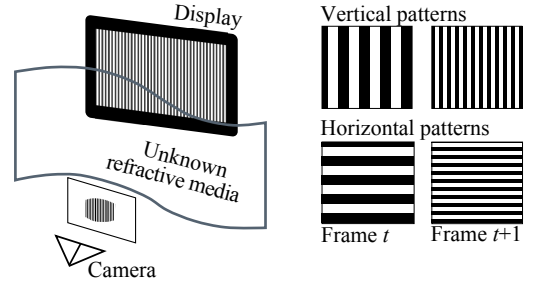 Display
Unknown
refractive media
Camera
Vertical patterns
Horizontal patterns
Frame t
Frame t+1